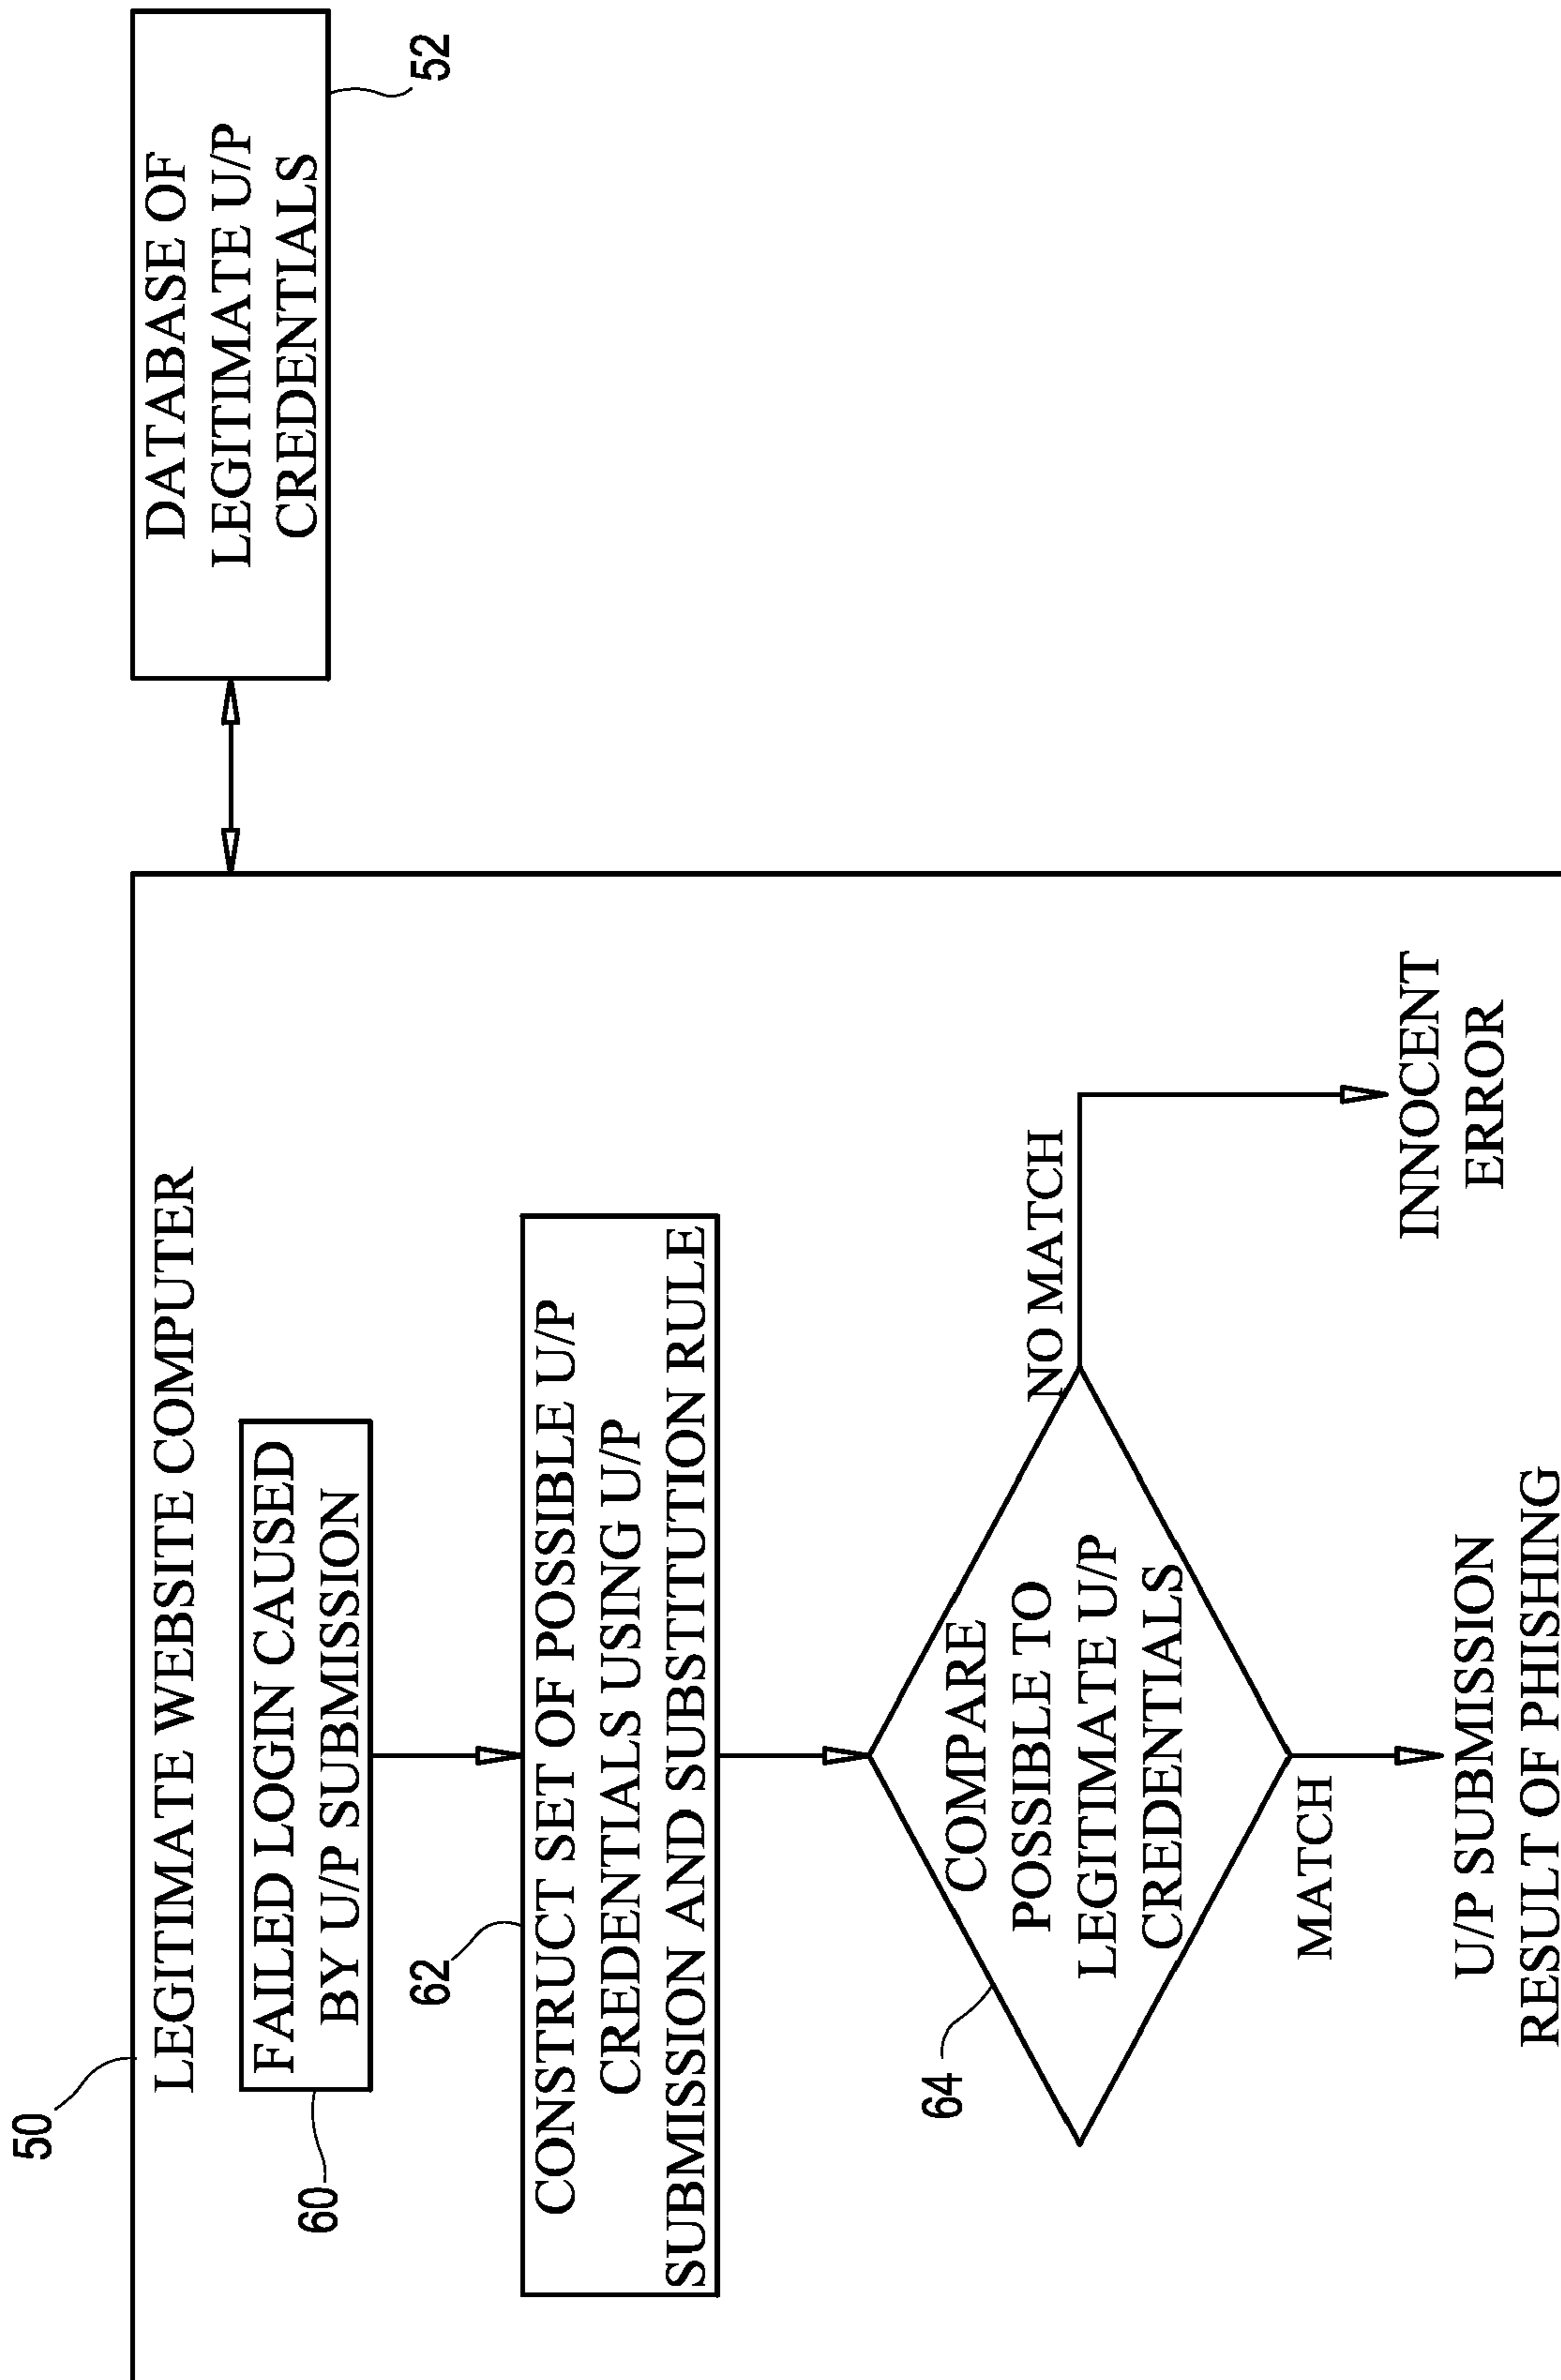 50
LEGITIMATE WEBSITE COMPUTER
DATABASE OF
LEGITIMATE U/P
CREDENTIALS
52
60
FAILED LOGIN CAUSED
BY U/P SUBMISSION
62
CONSTRUCT SET OF POSSIBLE U/P
CREDENTIALS USING U/P
SUBMISSION AND SUBSTITUTION RULE
64
COMPARE
POSSIBLE TO
LEGITIMATE U/P
CREDENTIALS
NO MATCH
INNOCENT
ERROR
MATCH
U/P SUBMISSION
RESULT OF PHISHING